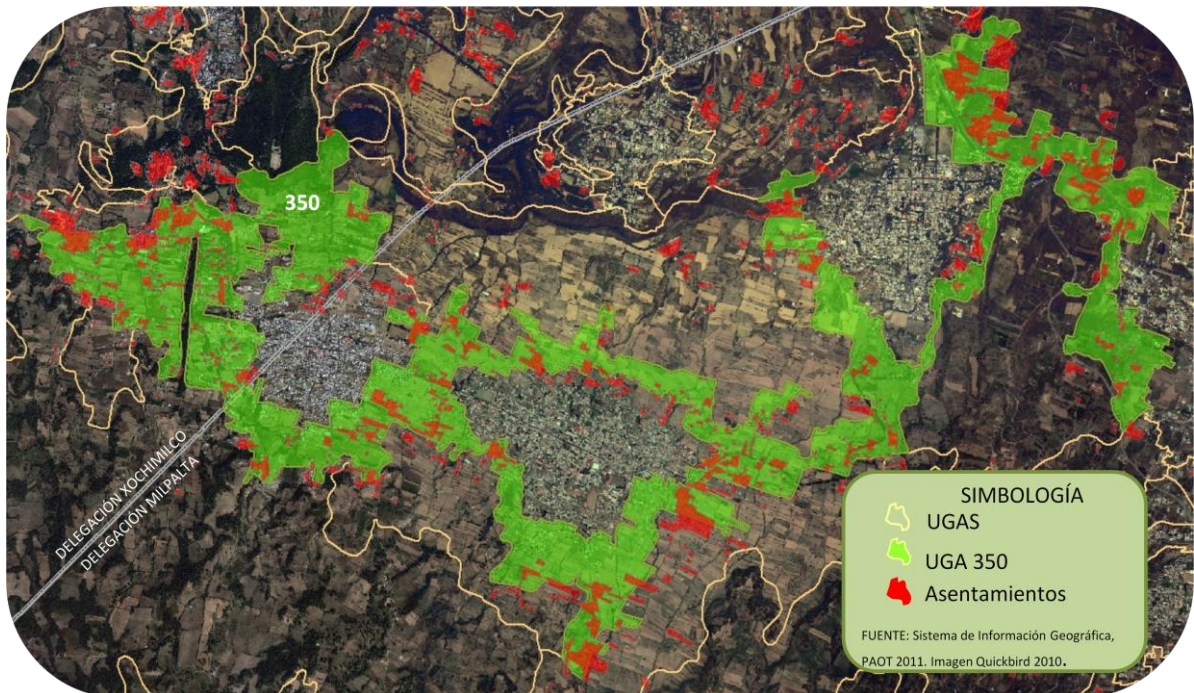 350
DELEGACIÓN XOCHIMILCO
DELEGACIÓN MILPALTA
SIMBOLOGÍA
UGAS
UGA 350
Asentamientos
FUENTE: Sistema de Información Geográfica,
PAOT 2011. Imagen Quickbird 2010.